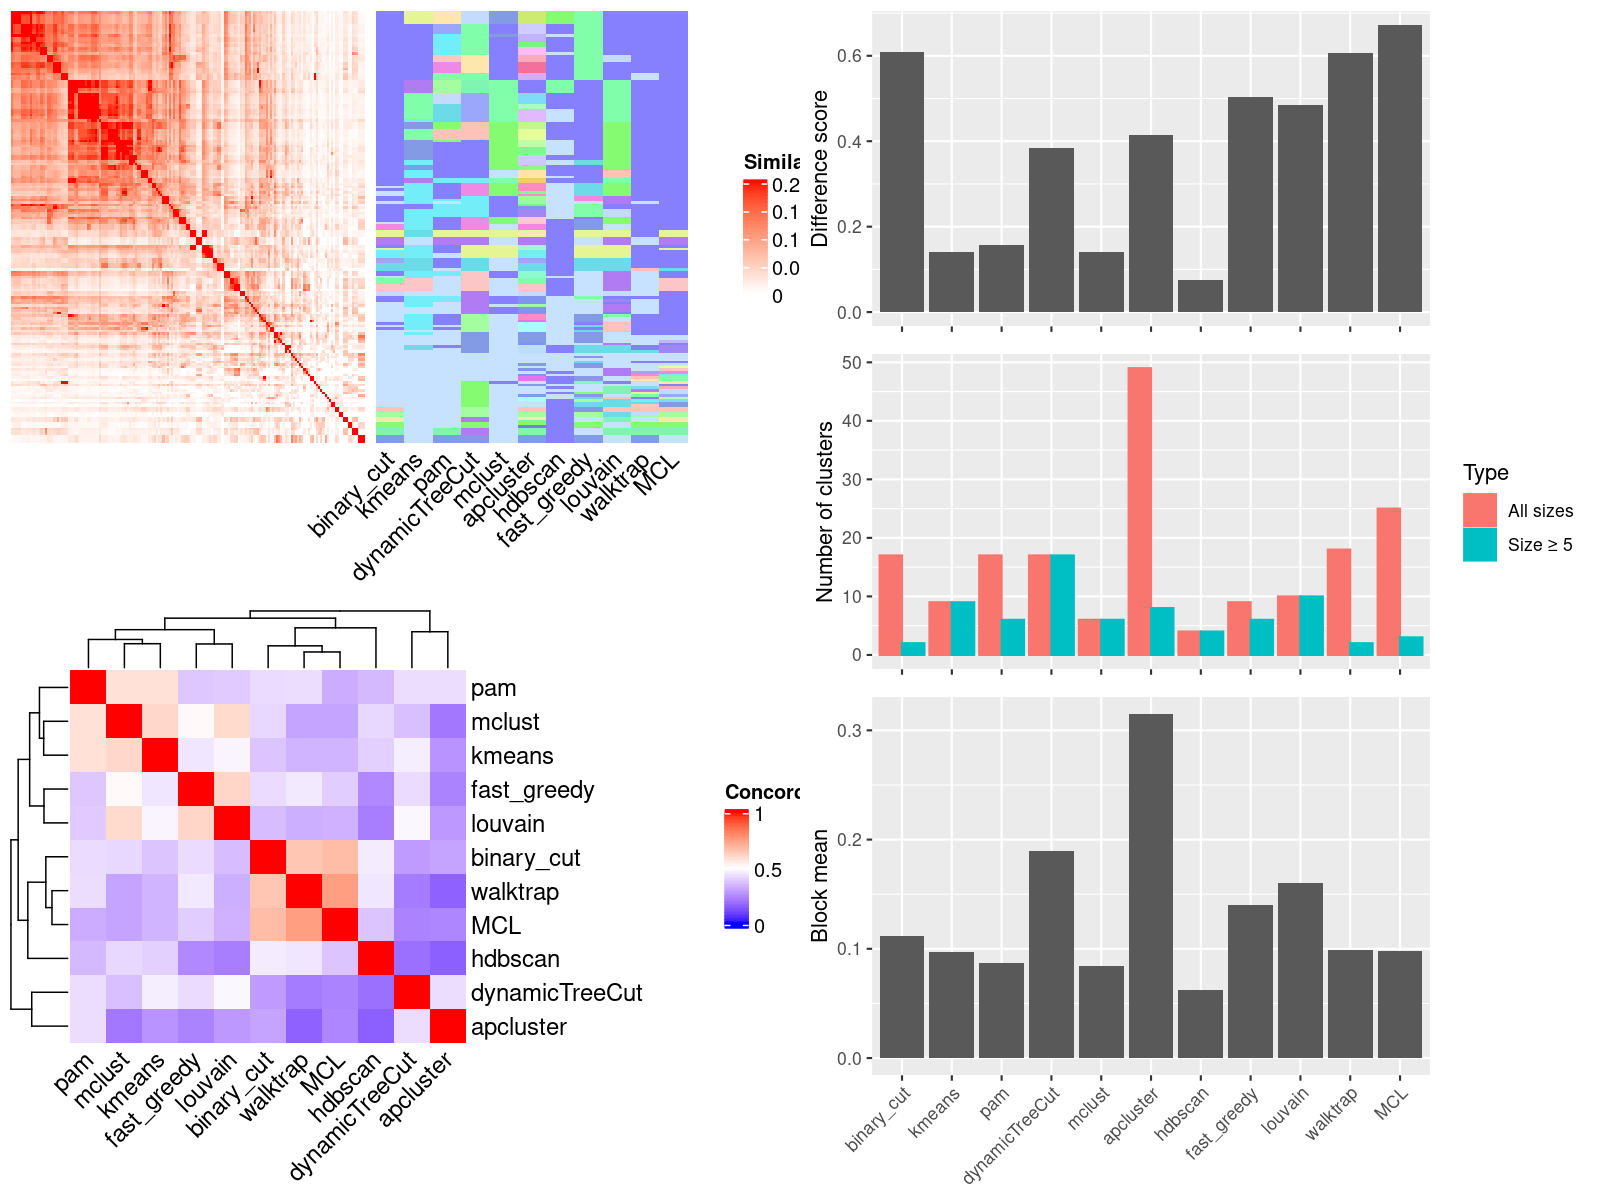 Simila
0.2
0.1
0.1
0.0
0
binary_cut
kmeans
pam
dynamicTreeCut
mclust
apcluster
hdbscan
fast_greedy
louvain
walktrap
MCL
pam
mclust
kmeans
fast_greedy
louvain
binary_cut
walktrap
MCL
hdbscan
dynamicTreeCut
apcluster
pam
mclust
kmeans
fast_greedy
louvain
binary_cut
walktrap
MCL
hdbscan
dynamicTreeCut
apcluster
Concord
1
0.5
0
Difference score
0.6
0.4
0.2
0.0
Number of clusters
50
40
30
20
10
0
Type
All sizes
Size ≥ 5
Block mean
0.3
0.2
0.1
0.0
binary_cut
kmeans
pam
dynamicTreeCut
mclust
apcluster
hdbscan
fast_greedy
louvain
walktrap
MCL